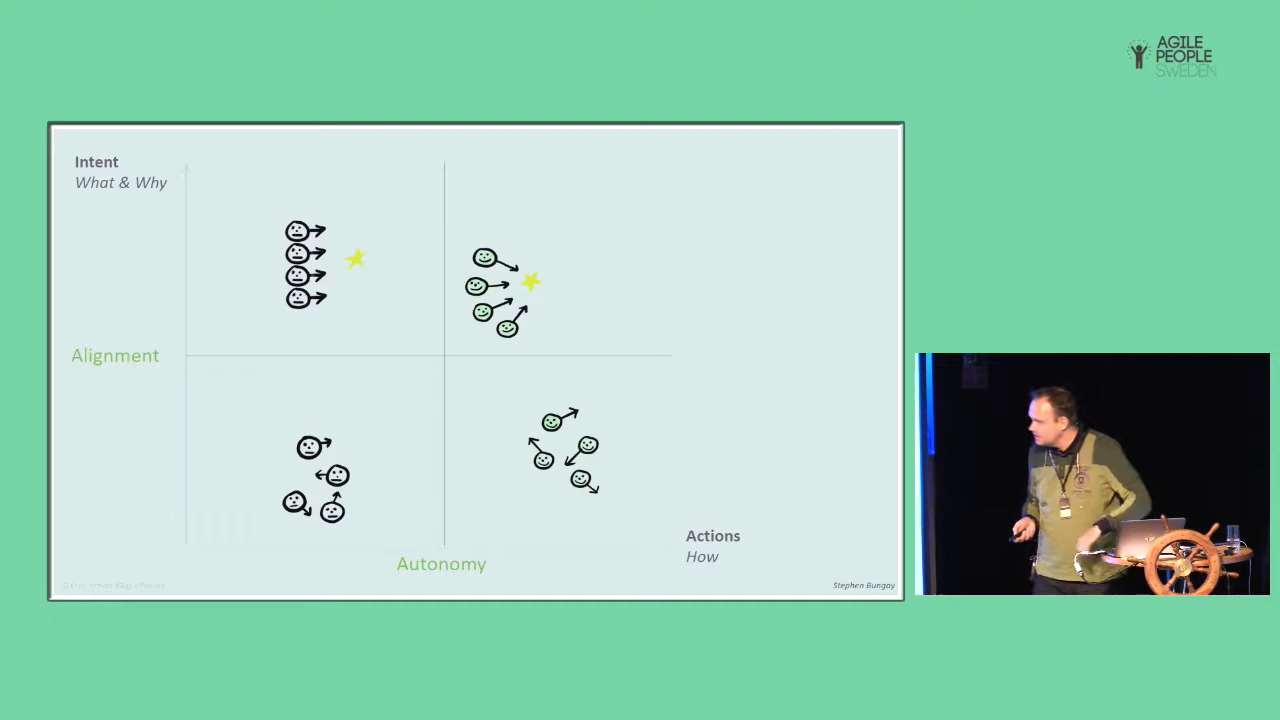 AGILE
PEOPLE
SWEDEN
Intent
What & Why
Alignment
Actions
How
Autonomy
Stephen Bungay